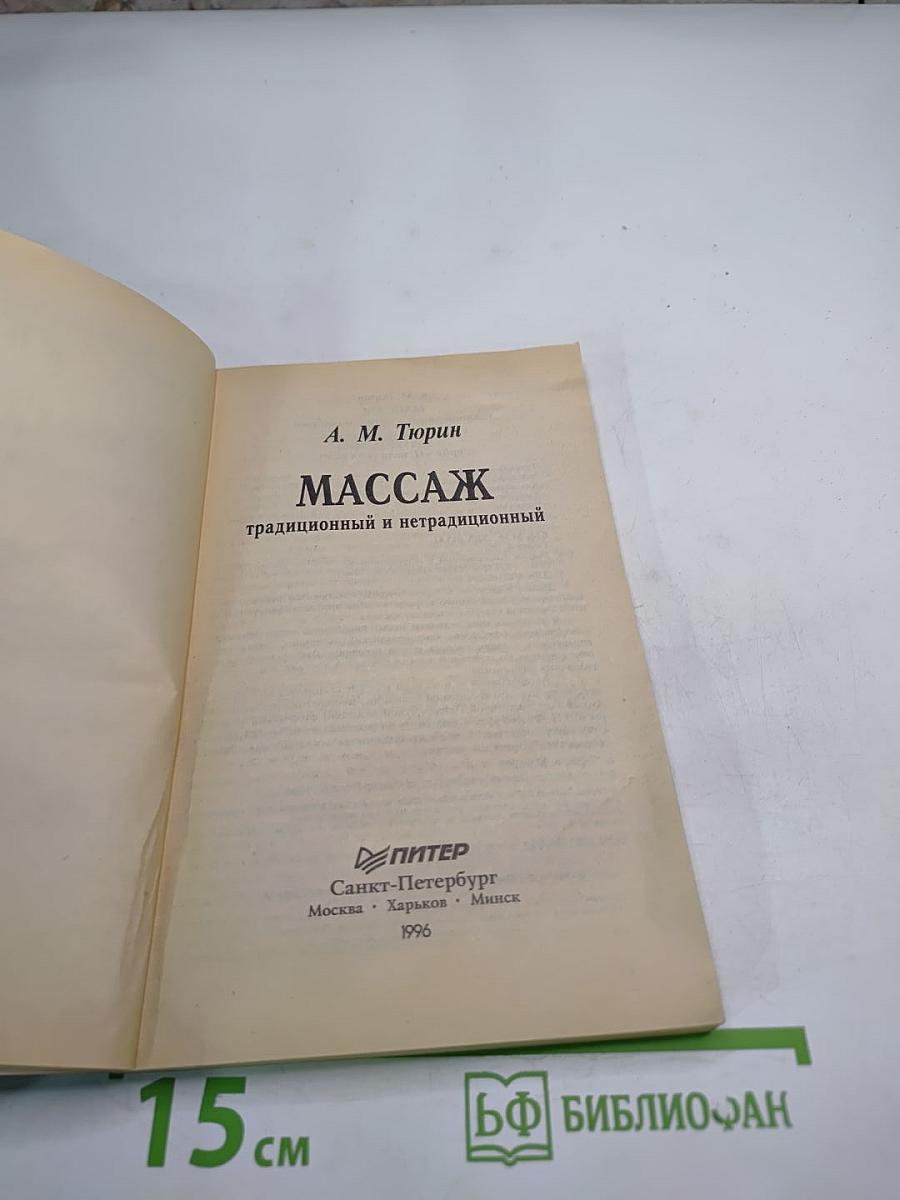 А. М. Тюрин
МАССАЖ
традиционный и нетрадиционный
ПИТЕР
Санкт-Петербург
Москва · Харьков · Минск
1996
15 см
БФ БИБЛИОФАН